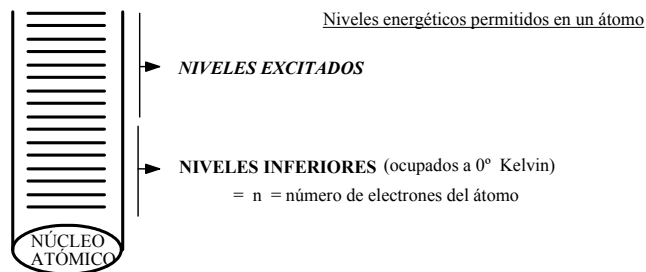 Niveles energéticos permitidos en un átomo
NIVELES EXCITADOS
NIVELES INFERIORES (ocupados a 0º Kelvin)
= n = número de electrones del átomo
NÚCLEO
ATÓMICO